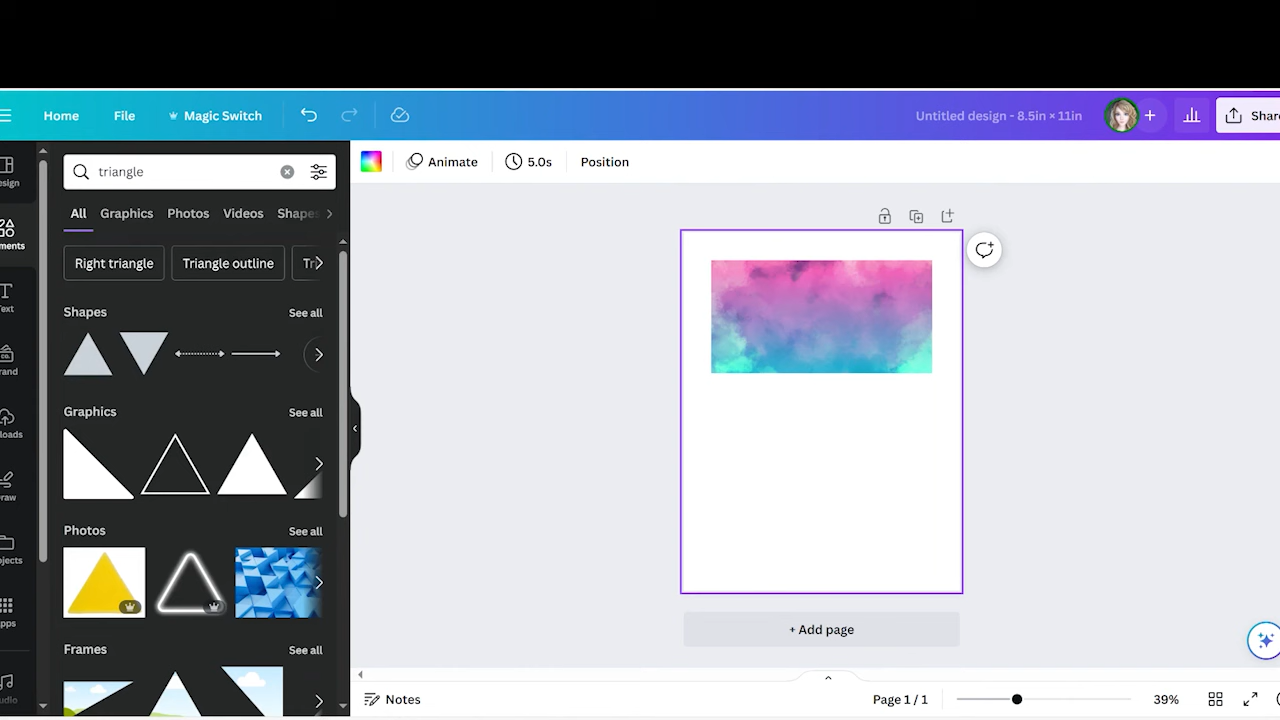 Home File Magic Switch Untitled design - 8.5in × 11in
triangle Animate 5.0s Position
All Graphics Photos Videos
Text
Right triangle Triangle outline
Shapes See all
Graphics See all
Photos See all
+ Add page
Frames See all
Notes Page 1 / 1 39%